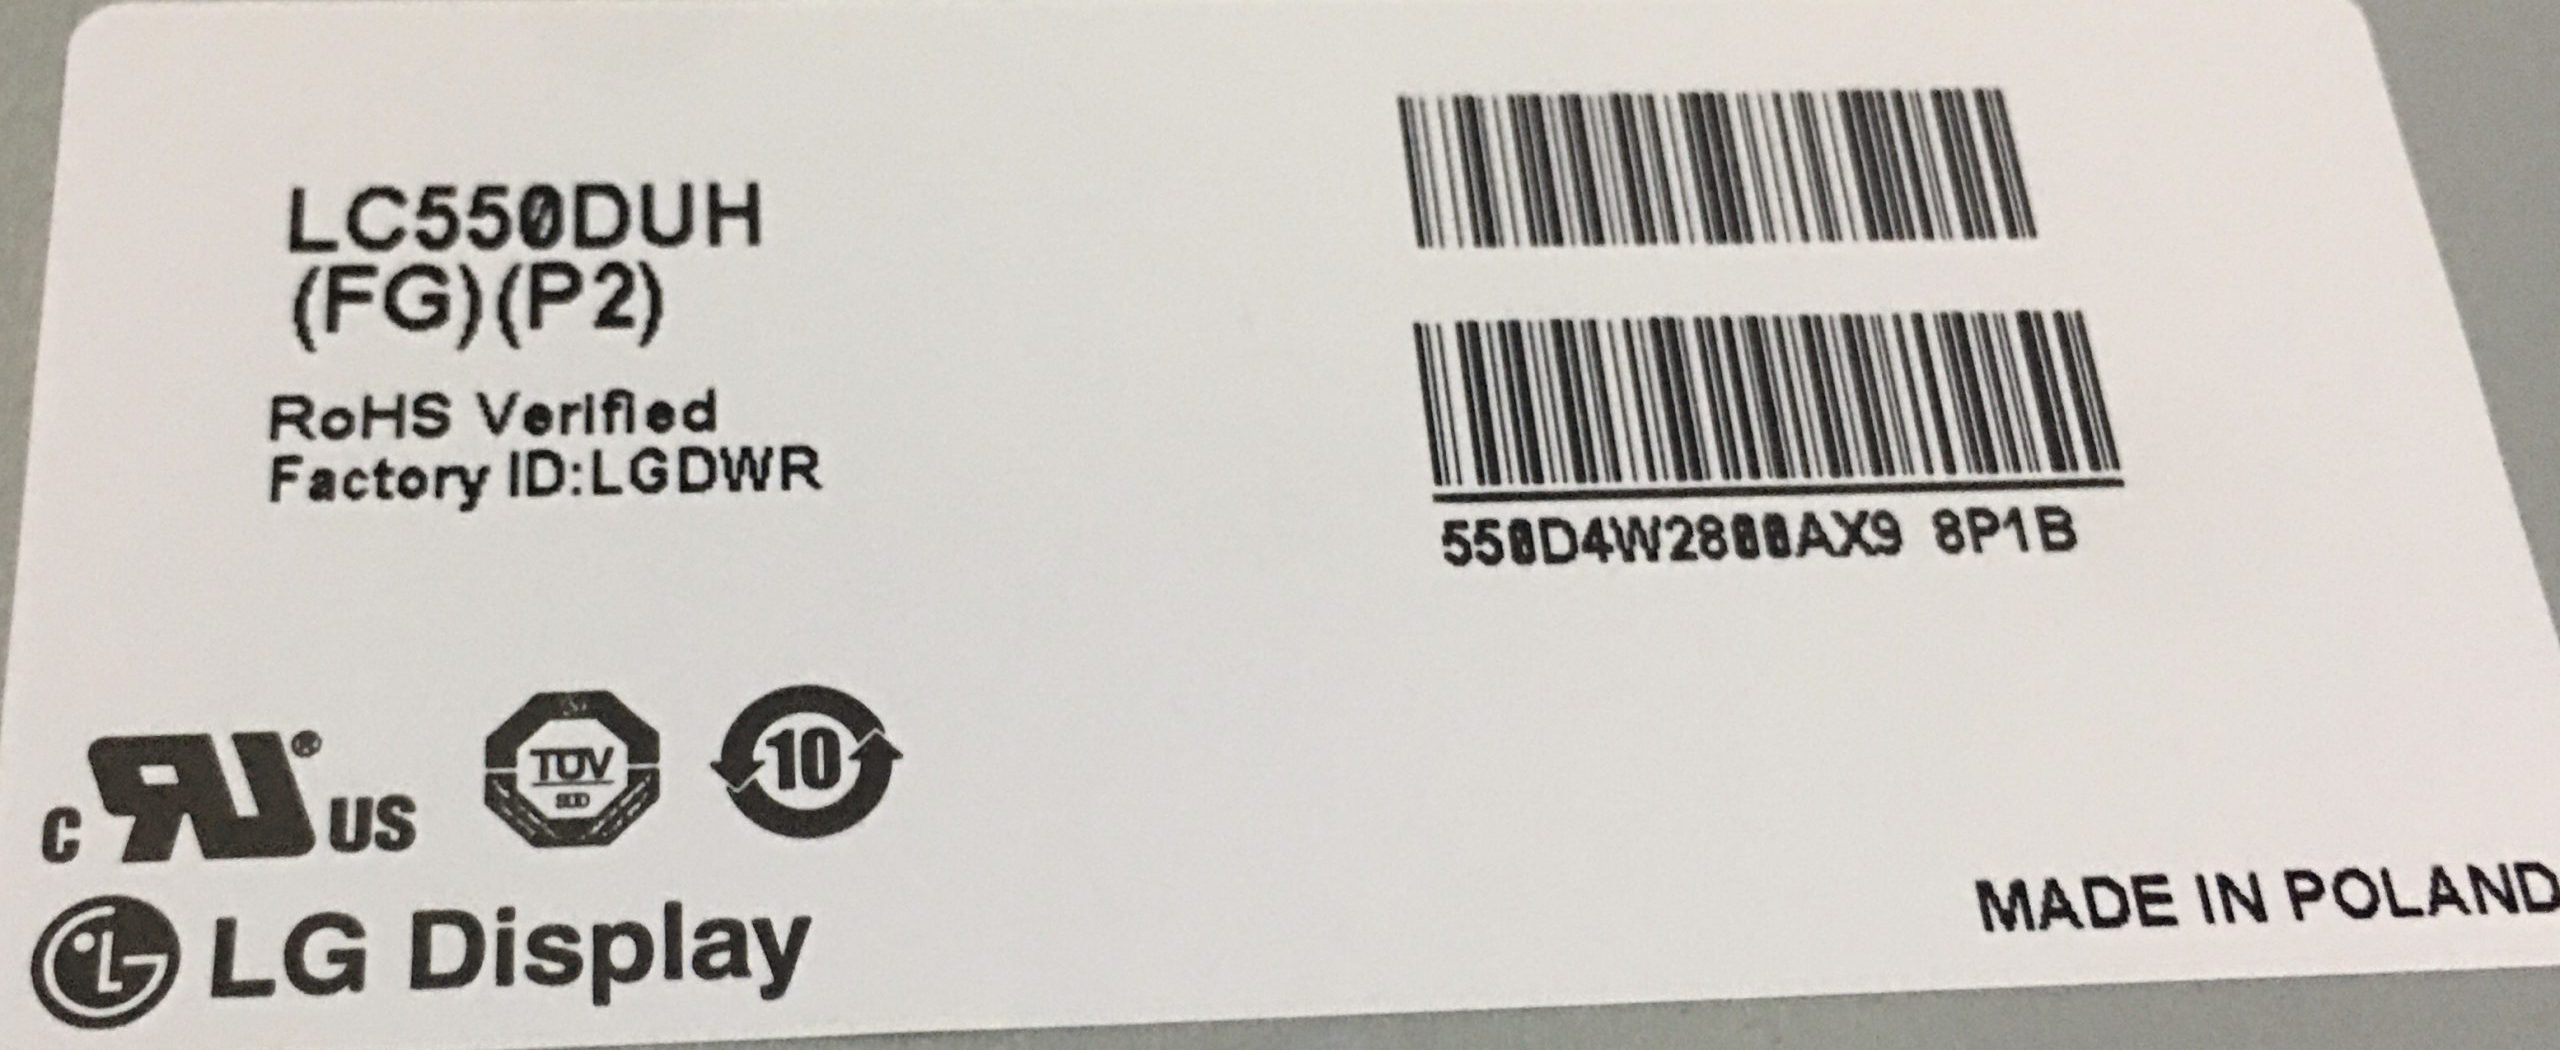 LC550DUH
(FG)(P2)
RoHS Verified
Factory ID:LGDWR
550D4W2800AX9 8P1B
c RU® US
TÜV
SÜD
10
LG Display
MADE IN POLAND